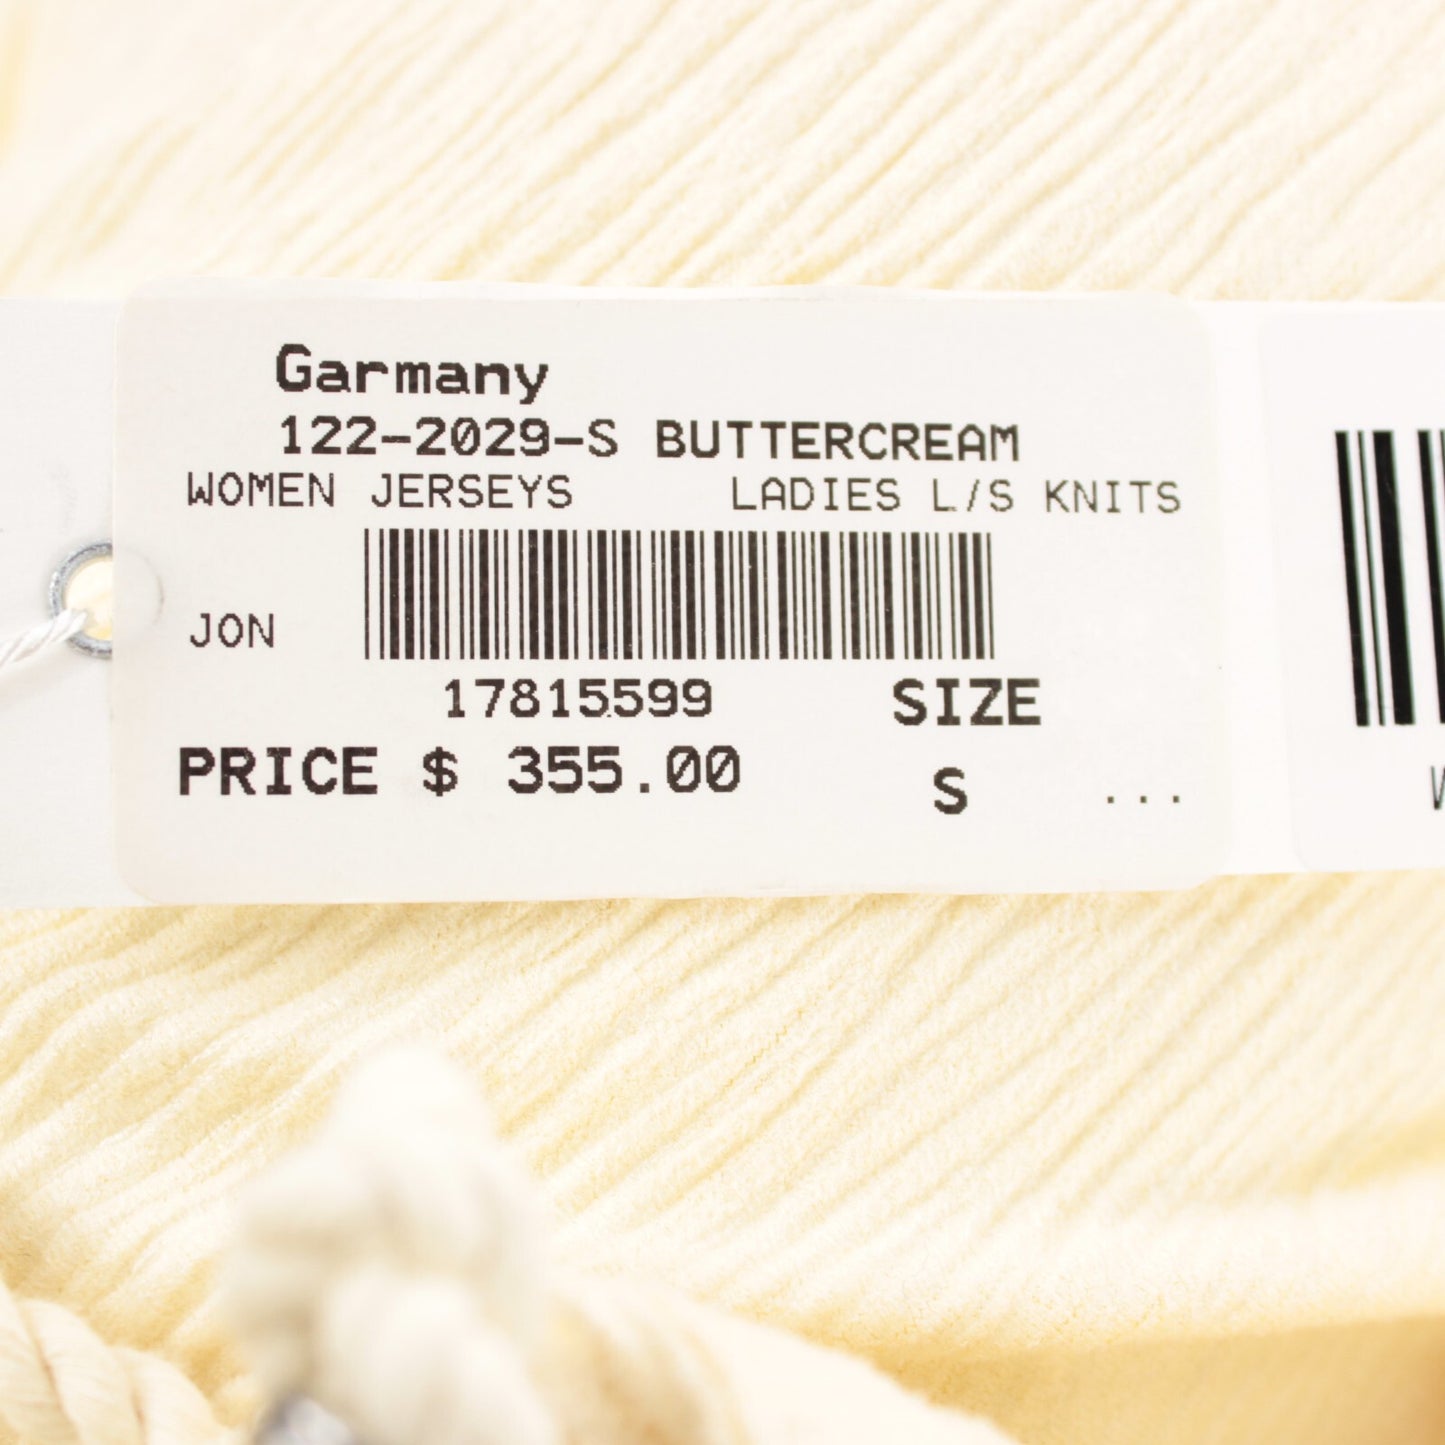 Garmany
122-2029-S BUTTERCREAM
WOMEN JERSEYS LADIES L/S KNITS
JON
17815599 SIZE
PRICE $ 355.00 S ...